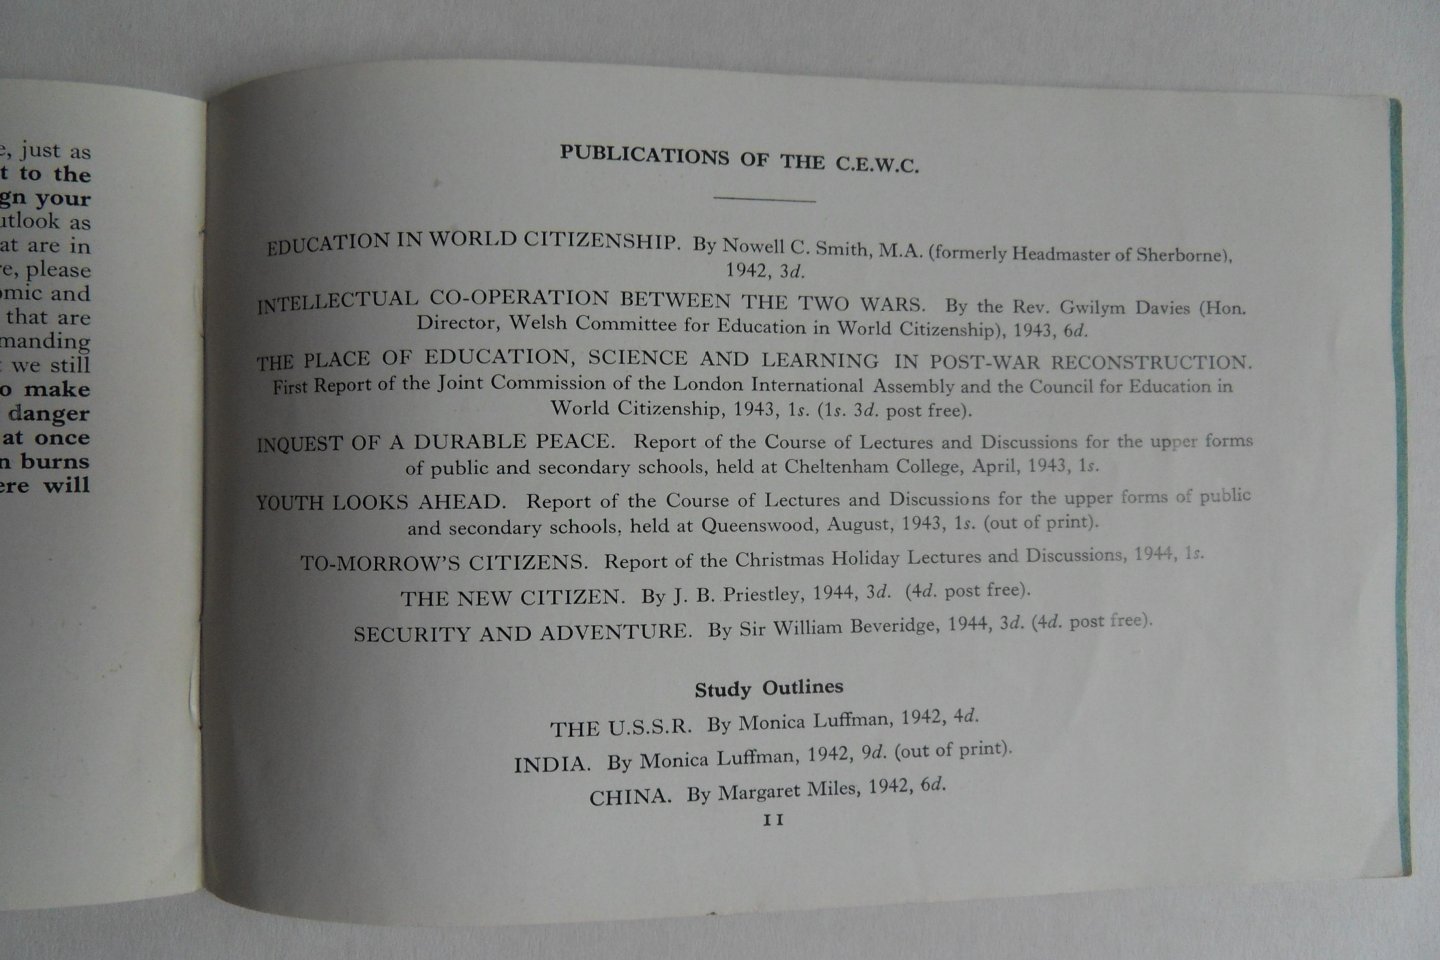 , just as
t to the
gn your
utlook as
at are in
e, please
omic and
that are
manding
we still
o make
danger
at once
n burns
ere will
PUBLICATIONS OF THE C.E.W.C.
EDUCATION IN WORLD CITIZENSHIP. By Nowell C. Smith, M.A. (formerly Headmaster of Sherborne),
1942, 3d.
INTELLECTUAL CO-OPERATION BETWEEN THE TWO WARS. By the Rev. Gwilym Davies (Hon.
Director, Welsh Committee for Education in World Citizenship), 1943, 6d.
THE PLACE OF EDUCATION, SCIENCE AND LEARNING IN POST-WAR RECONSTRUCTION.
First Report of the Joint Commission of the London International Assembly and the Council for Education in
World Citizenship, 1943, 1s. (1s. 3d. post free).
INQUEST OF A DURABLE PEACE. Report of the Course of Lectures and Discussions for the upper forms
of public and secondary schools, held at Cheltenham College, April, 1943, 1s.
YOUTH LOOKS AHEAD. Report of the Course of Lectures and Discussions for the upper forms of public
and secondary schools, held at Queenswood, August, 1943, 1s. (out of print).
TO-MORROW'S CITIZENS. Report of the Christmas Holiday Lectures and Discussions, 1944, 1s.
THE NEW CITIZEN. By J. B. Priestley, 1944, 3d. (4d. post free).
SECURITY AND ADVENTURE. By Sir William Beveridge, 1944, 3d. (4d. post free).
Study Outlines
THE U.S.S.R. By Monica Luffman, 1942, 4d.
INDIA. By Monica Luffman, 1942, 9d. (out of print).
CHINA. By Margaret Miles, 1942, 6d.
11